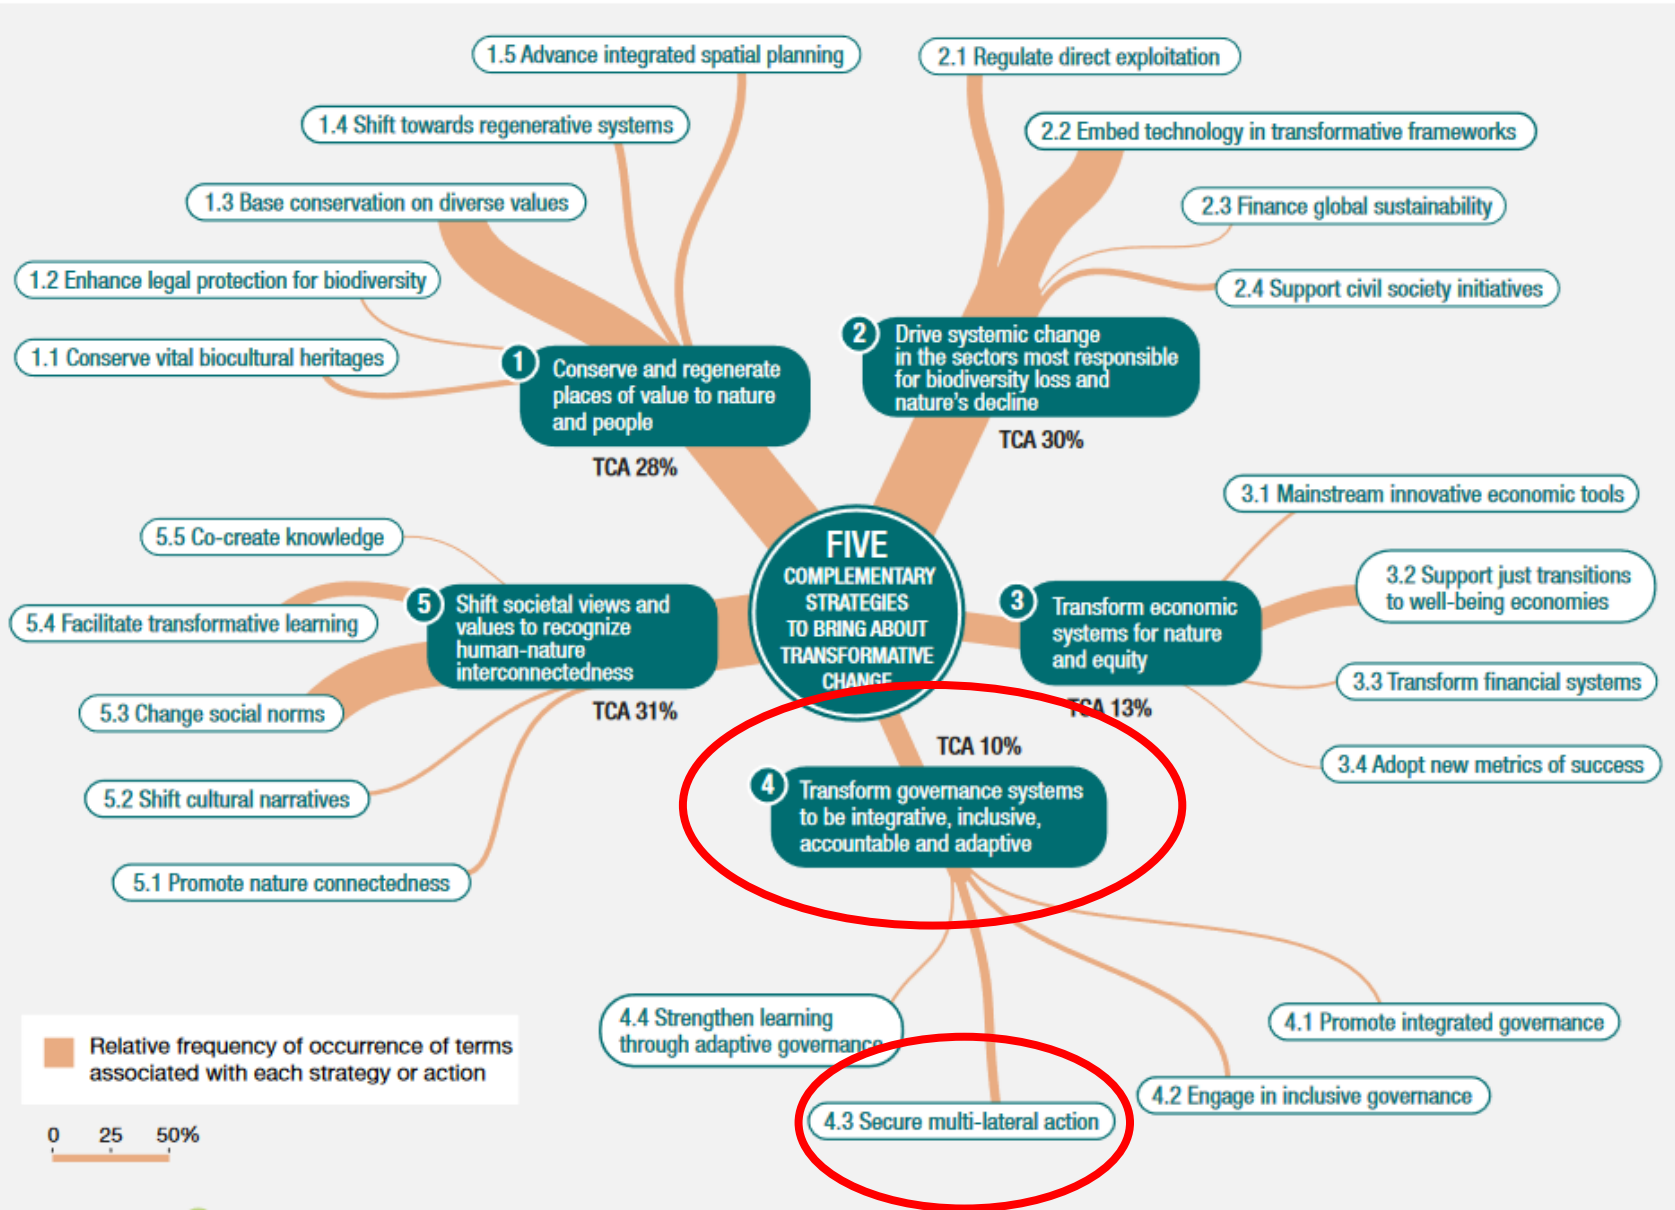 1.5 Advance integrated spatial planning
1.4 Shift towards regenerative systems
1.3 Base conservation on diverse values
1.2 Enhance legal protection for biodiversity
1.1 Conserve vital biocultural heritages
1
Conserve and regenerate
places of value to nature
and people
TCA 28%
2.1 Regulate direct exploitation
2.2 Embed technology in transformative frameworks
2.3 Finance global sustainability
2.4 Support civil society initiatives
2
Drive systemic change
in the sectors most responsible
for biodiversity loss and
nature's decline
TCA 30%
FIVE
COMPLEMENTARY
STRATEGIES
TO BRING ABOUT
TRANSFORMATIVE
CHANGE
3.1 Mainstream innovative economic tools
3.2 Support just transitions
to well-being economies
3.3 Transform financial systems
3.4 Adopt new metrics of success
3
Transform economic
systems for nature
and equity
TCA 13%
5.5 Co-create knowledge
5.4 Facilitate transformative learning
5.3 Change social norms
5.2 Shift cultural narratives
5.1 Promote nature connectedness
5
Shift societal views and
values to recognize
human-nature
interconnectedness
TCA 31%
TCA 10%
4
Transform governance systems
to be integrative, inclusive,
accountable and adaptive
4.4 Strengthen learning
through adaptive governance
4.3 Secure multi-lateral action
4.2 Engage in inclusive governance
4.1 Promote integrated governance
Relative frequency of occurrence of terms
associated with each strategy or action
0 25 50%